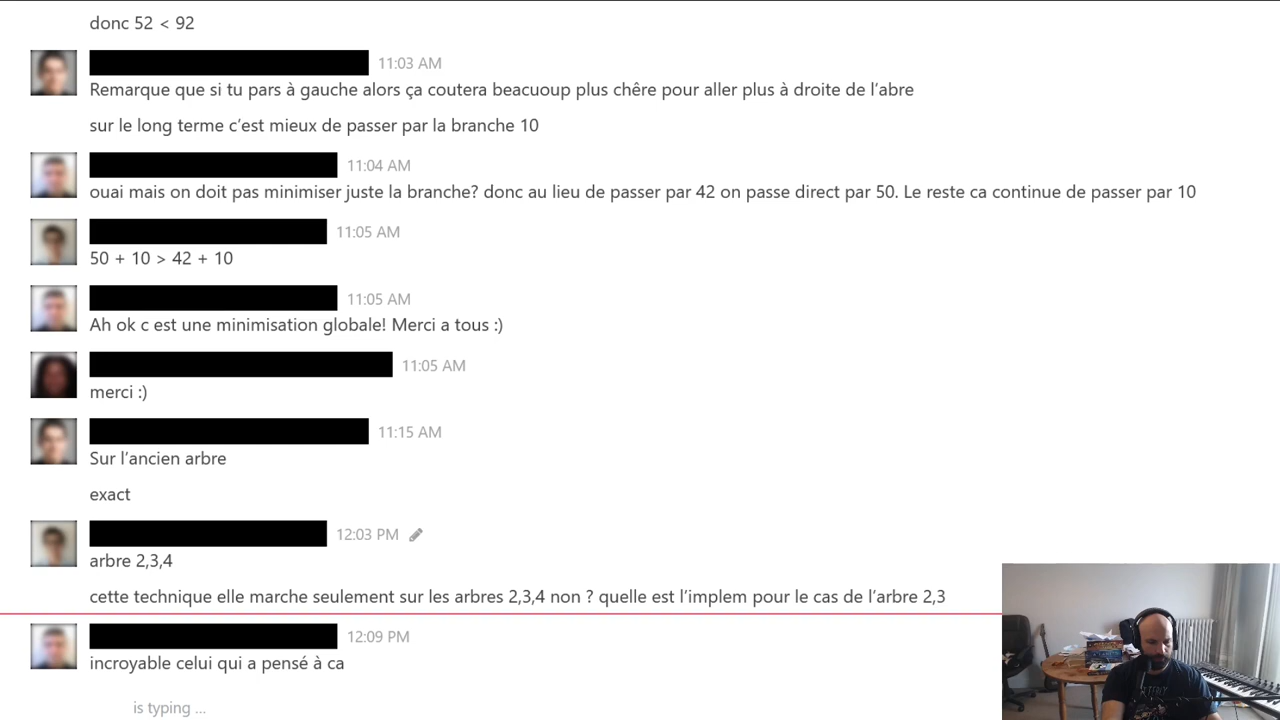 donc 52 < 92
11:03 AM
Remarque que si tu pars à gauche alors ça coutera beacuoup plus chêre pour aller plus à droite de l'abre
sur le long terme c'est mieux de passer par la branche 10
11:04 AM
ouai mais on doit pas minimiser juste la branche? donc au lieu de passer par 42 on passe direct par 50. Le reste ca continue de passer par 10
11:05 AM
50 + 10 > 42 + 10
11:05 AM
Ah ok c est une minimisation globale! Merci a tous :)
11:05 AM
merci :)
11:15 AM
Sur l'ancien arbre
exact
12:03 PM
arbre 2,3,4
cette technique elle marche seulement sur les arbres 2,3,4 non ? quelle est l'implem pour le cas de l'arbre 2,3
12:09 PM
incroyable celui qui a pensé à ca
is typing ...